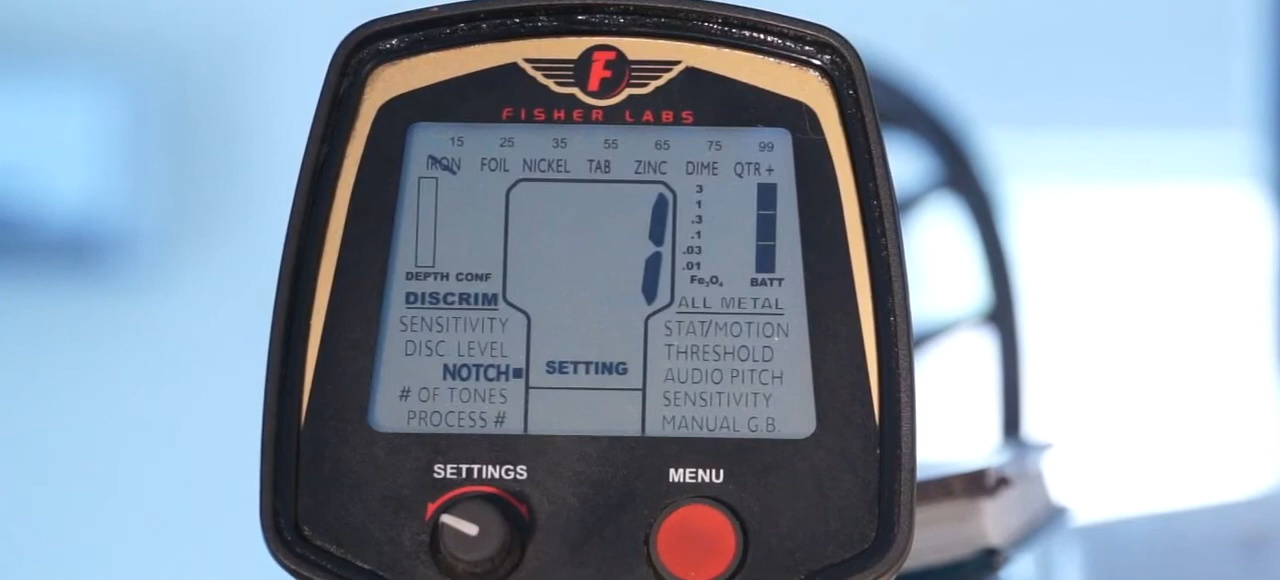 F
FISHER LABS
15 25 35 55 65 75 99
IRON FOIL NICKEL TAB ZINC DIME QTR +
3
1
.3
.1
.03
.01
1
DEPTH CONF
Fe₃O₄ BATT
DISCRIM
SENSITIVITY
DISC. LEVEL
NOTCH
# OF TONES
PROCESS #
SETTING
ALL METAL
STAT/MOTION
THRESHOLD
AUDIO PITCH
SENSITIVITY
MANUAL G.B.
SETTINGS MENU